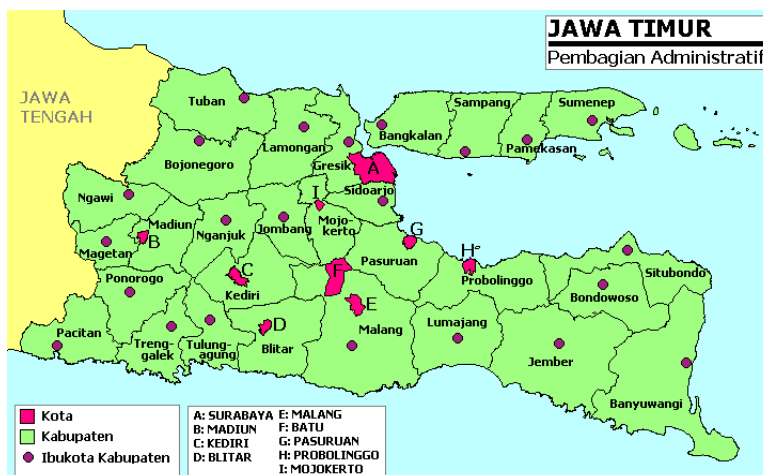 JAWA TIMUR
Pembagian Administratif
JAWA
TENGAH
Tuban
Lamongan
Bojonegoro
Gresik
A
Bangkalan
Sampang
Pamekasan
Sumenep
Ngawi
Madiun
B
Magetan
Nganjuk
Jombang
I
Mojo-
kerto
Sidoarjo
G
Pasuruan
H
Probolinggo
Situbondo
Bondowoso
Ponorogo
C
Kediri
F
E
Malang
Pacitan
Treng-
galek
Tulung-
agung
D
Blitar
Lumajang
Jember
Banyuwangi
Kota
Kabupaten
Ibukota Kabupaten
A: SURABAYA
B: MADIUN
C: KEDIRI
D: BLITAR
E: MALANG
F: BATU
G: PASURUAN
H: PROBOLINGGO
I: MOJOKERTO